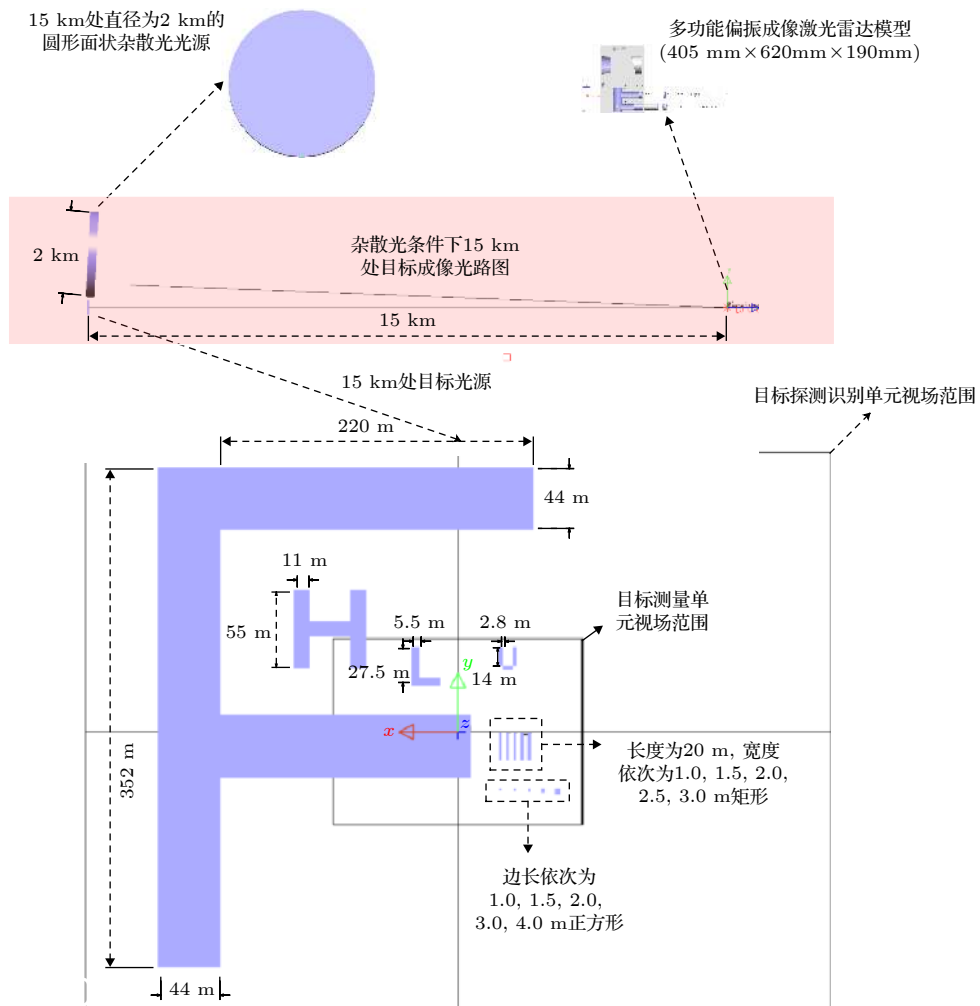 15 km处直径为2 km的
圆形面状杂散光光源
多功能偏振成像激光雷达模型
(405 mm×620mm×190mm)
2 km
杂散光条件下15 km
处目标成像光路图
15 km
15 km处目标光源
目标探测识别单元视场范围
220 m
44 m
11 m
55 m
5.5 m
27.5 m
2.8 m
14 m
目标测量单
元视场范围
y
x
z
352 m
长度为20 m, 宽度
依次为1.0, 1.5, 2.0,
2.5, 3.0 m矩形
边长依次为
1.0, 1.5, 2.0,
3.0, 4.0 m正方形
44 m